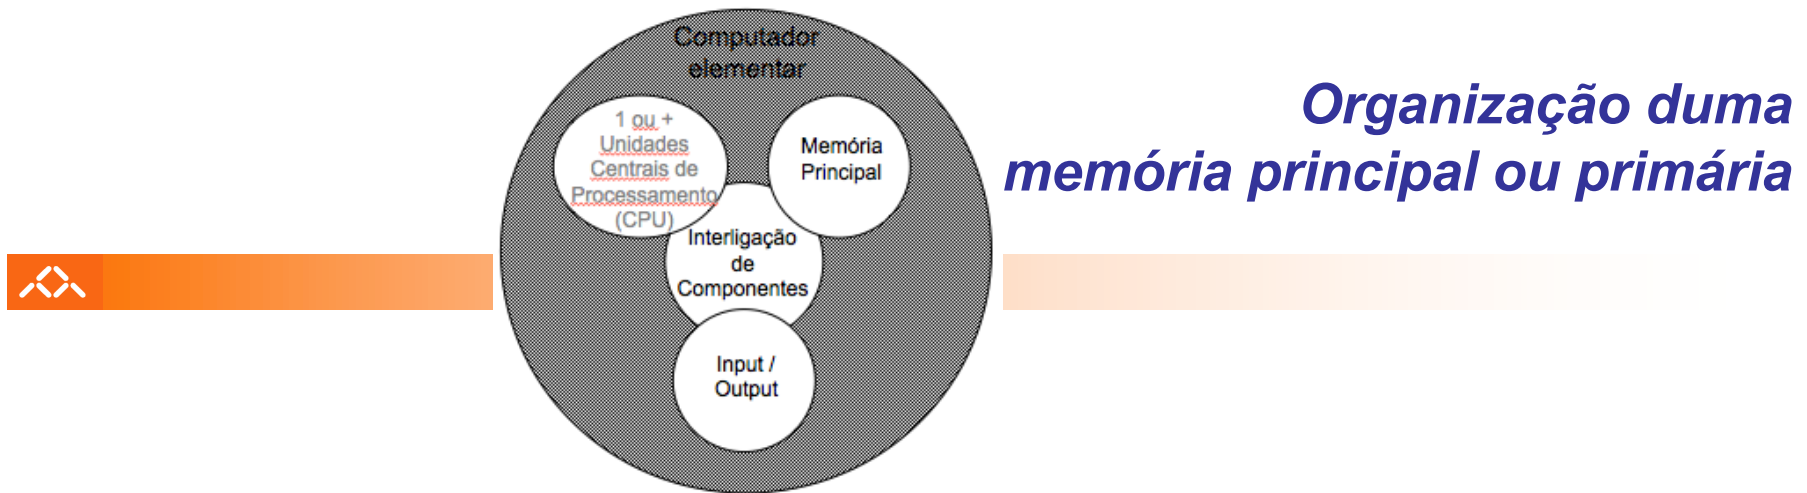 Computador
elementar
1 ou +
Unidades
Centrais de
Processamento
(CPU)
Memória
Principal
Interligação
de
Componentes
Input /
Output
Organização duma
memória principal ou primária